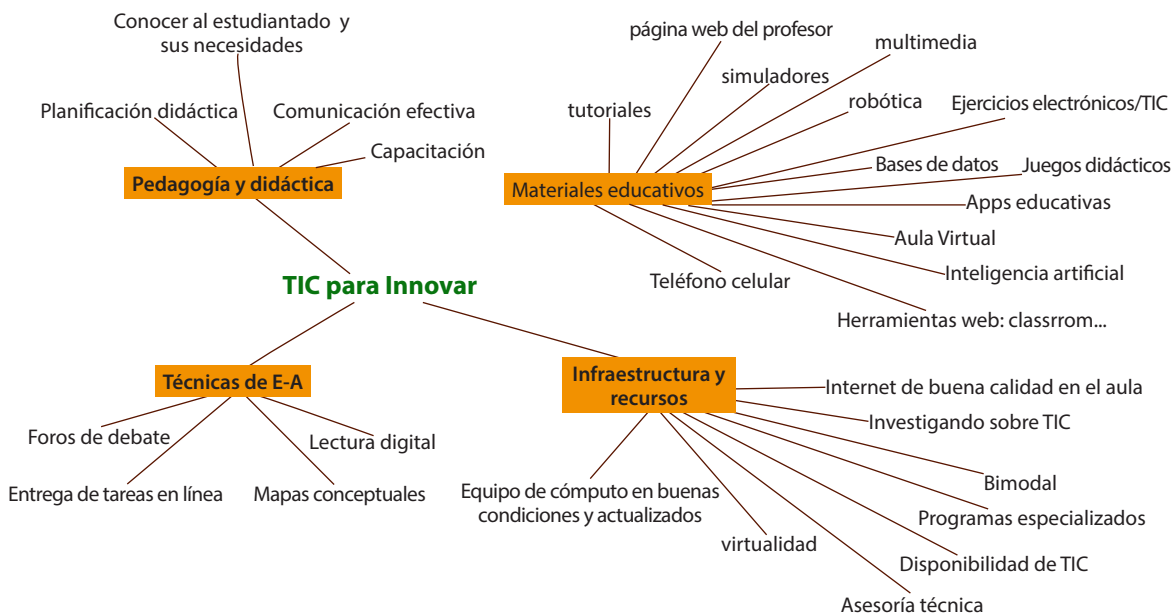 Conocer al estudiantado y
sus necesidades
Planificación didáctica
Comunicación efectiva
Capacitación
Pedagogía y didáctica
página web del profesor
multimedia
simuladores
tutoriales
robótica
Ejercicios electrónicos/TIC
Bases de datos
Juegos didácticos
Materiales educativos
Apps educativas
Aula Virtual
Teléfono celular
Inteligencia artificial
Herramientas web: classrrom...
TIC para Innovar
Técnicas de E-A
Foros de debate
Lectura digital
Entrega de tareas en línea
Mapas conceptuales
Infraestructura y
recursos
Internet de buena calidad en el aula
Investigando sobre TIC
Bimodal
Equipo de cómputo en buenas
condiciones y actualizados
Programas especializados
virtualidad
Disponibilidad de TIC
Asesoría técnica